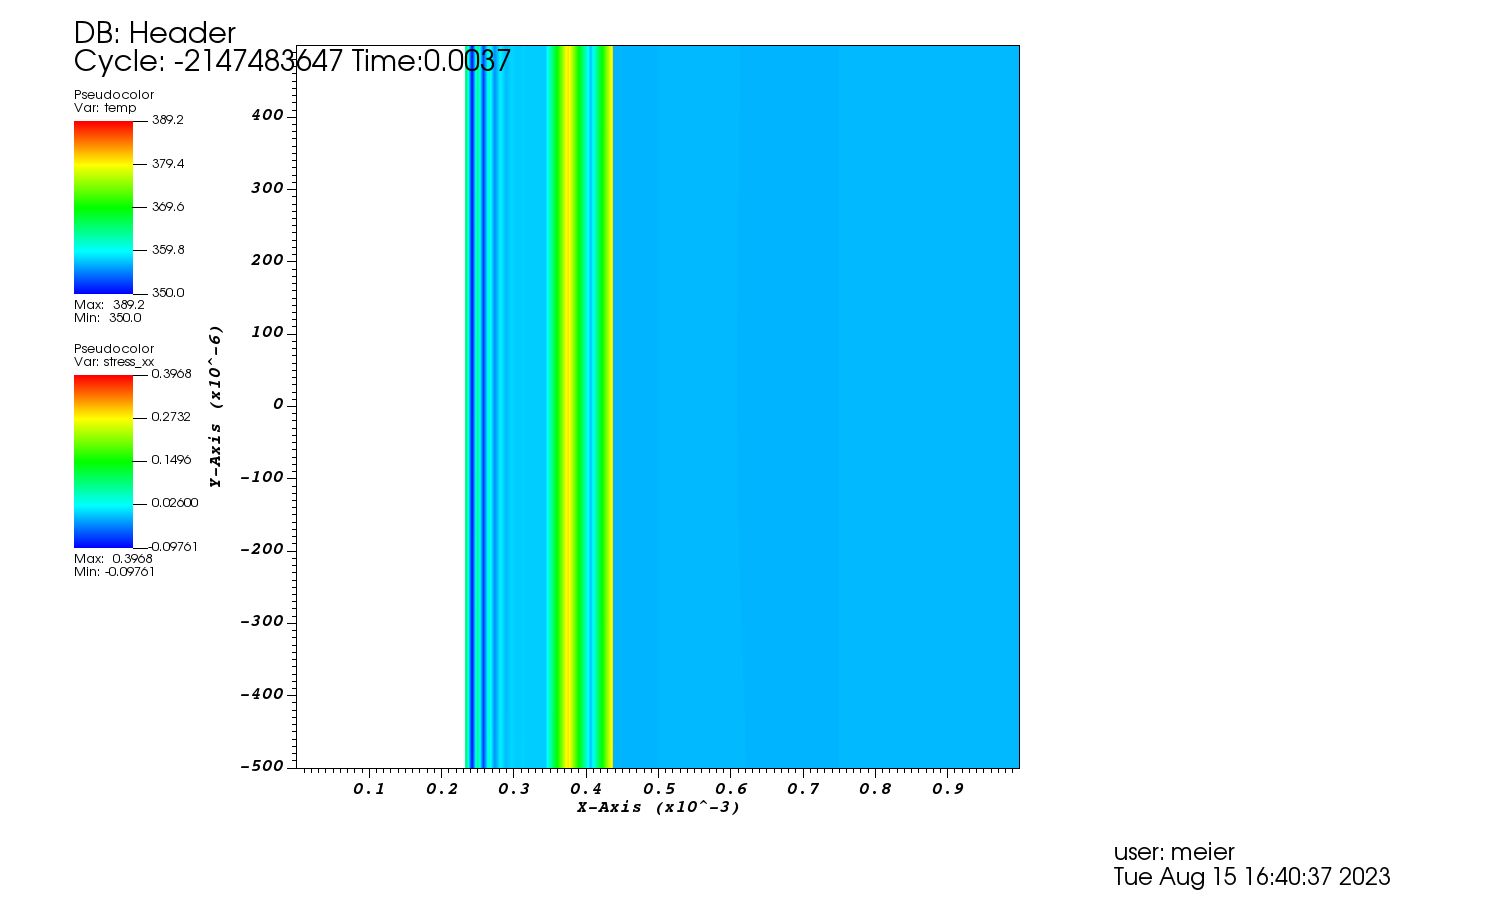 DB: Header
Cycle: -2147483647 Time:0.0037
Pseudocolor
Var: temp
389.2
379.4
369.6
359.8
350.0
Max: 389.2
Min: 350.0
Pseudocolor
Var: stress_xx
0.3968
0.2732
0.1496
0.02600
-0.09761
Max: 0.3968
Min: -0.09761
Y-Axis (x10^-6)
400
300
200
100
0
-100
-200
-300
-400
-500
0.1 0.2 0.3 0.4 0.5 0.6 0.7 0.8 0.9
X-Axis (x10^-3)
user: meier
Tue Aug 15 16:40:37 2023